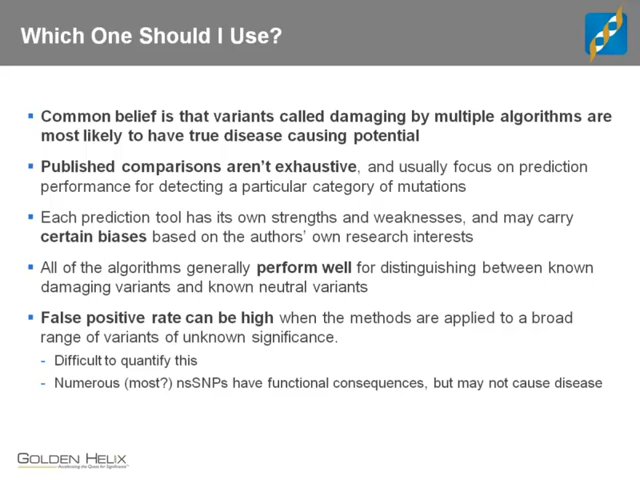 Which One Should I Use?
▪ Common belief is that variants called damaging by multiple algorithms are
most likely to have true disease causing potential
▪ Published comparisons aren't exhaustive, and usually focus on prediction
performance for detecting a particular category of mutations
▪ Each prediction tool has its own strengths and weaknesses, and may carry
certain biases based on the authors' own research interests
▪ All of the algorithms generally perform well for distinguishing between known
damaging variants and known neutral variants
▪ False positive rate can be high when the methods are applied to a broad
range of variants of unknown significance.
- Difficult to quantify this
- Numerous (most?) nsSNPs have functional consequences, but may not cause disease
GOLDEN HELIX
Accelerating the Quest for Significance™